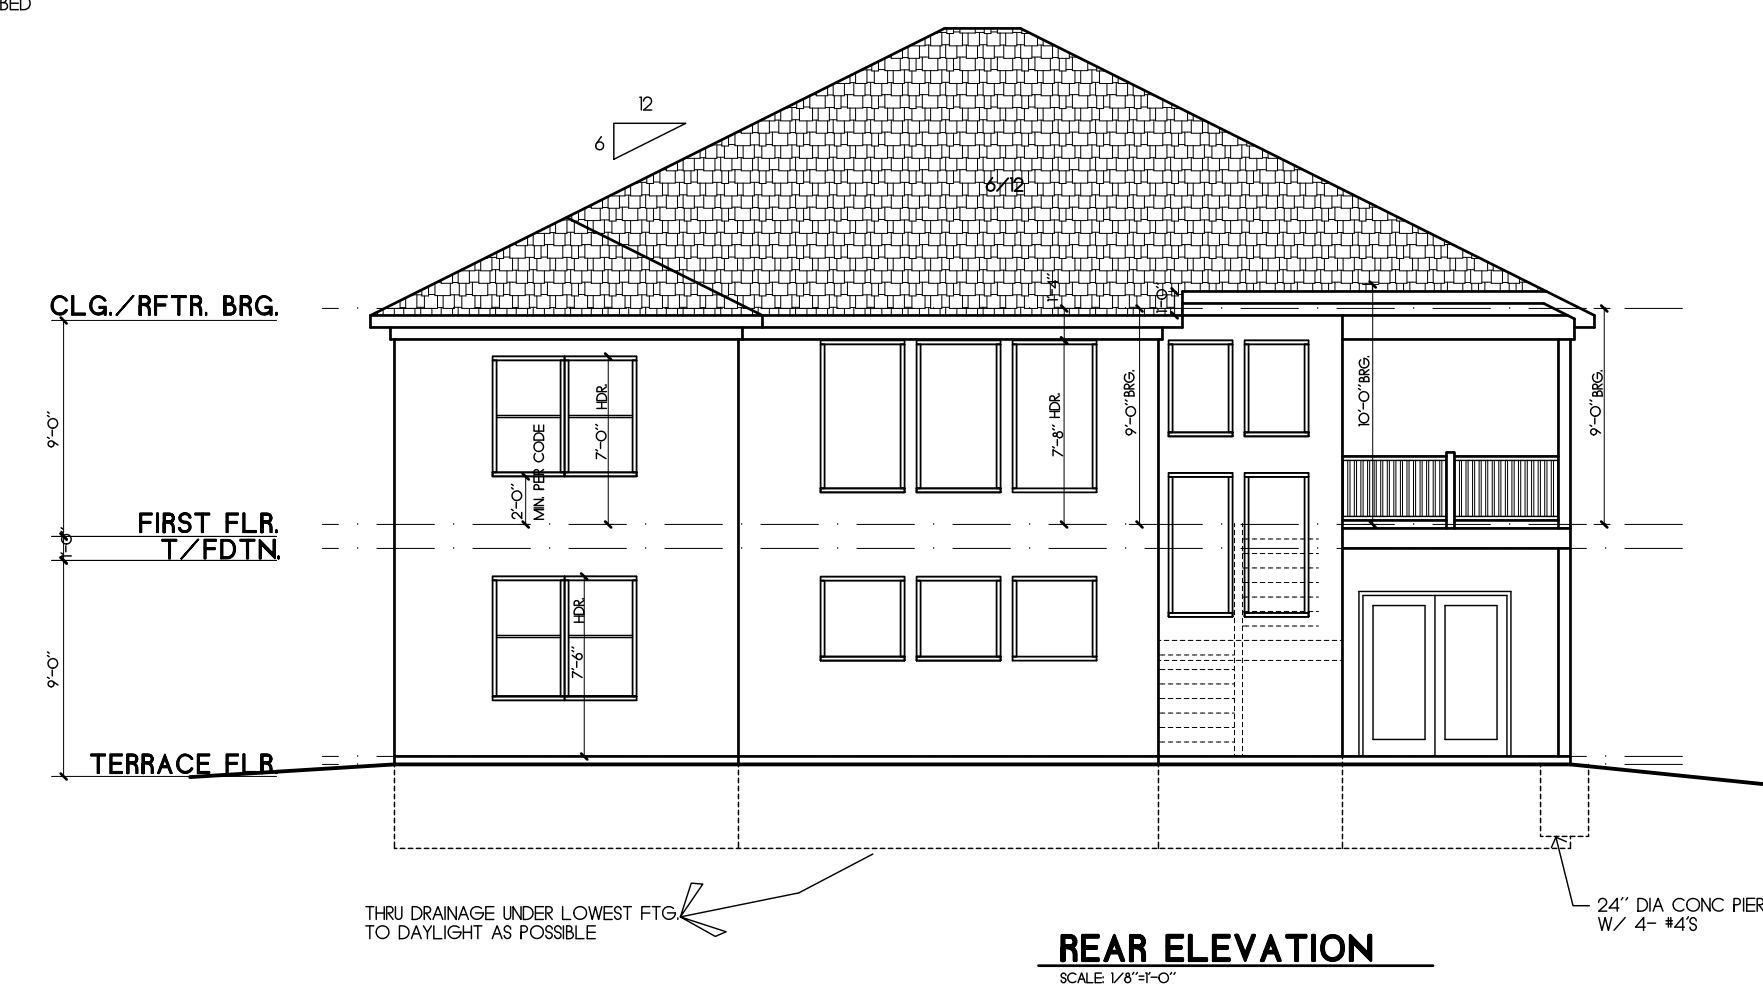 BED
12
6
6/12
CLG./RFTR. BRG.
1'-4"
1'-0"
9'-0"
7'-0" HDR.
2'-0"
MIN. PER CODE
7'-8" HDR.
9'-0" BRG.
10'-0" BRG.
9'-0" BRG.
FIRST FLR.
1'-0"
T/FDTN.
9'-0"
7'-6" HDR.
TERRACE FLR.
THRU DRAINAGE UNDER LOWEST FTG.
TO DAYLIGHT AS POSSIBLE
24" DIA CONC PIER
W/ 4- #4'S
REAR ELEVATION
SCALE: 1/8"=1'-0"